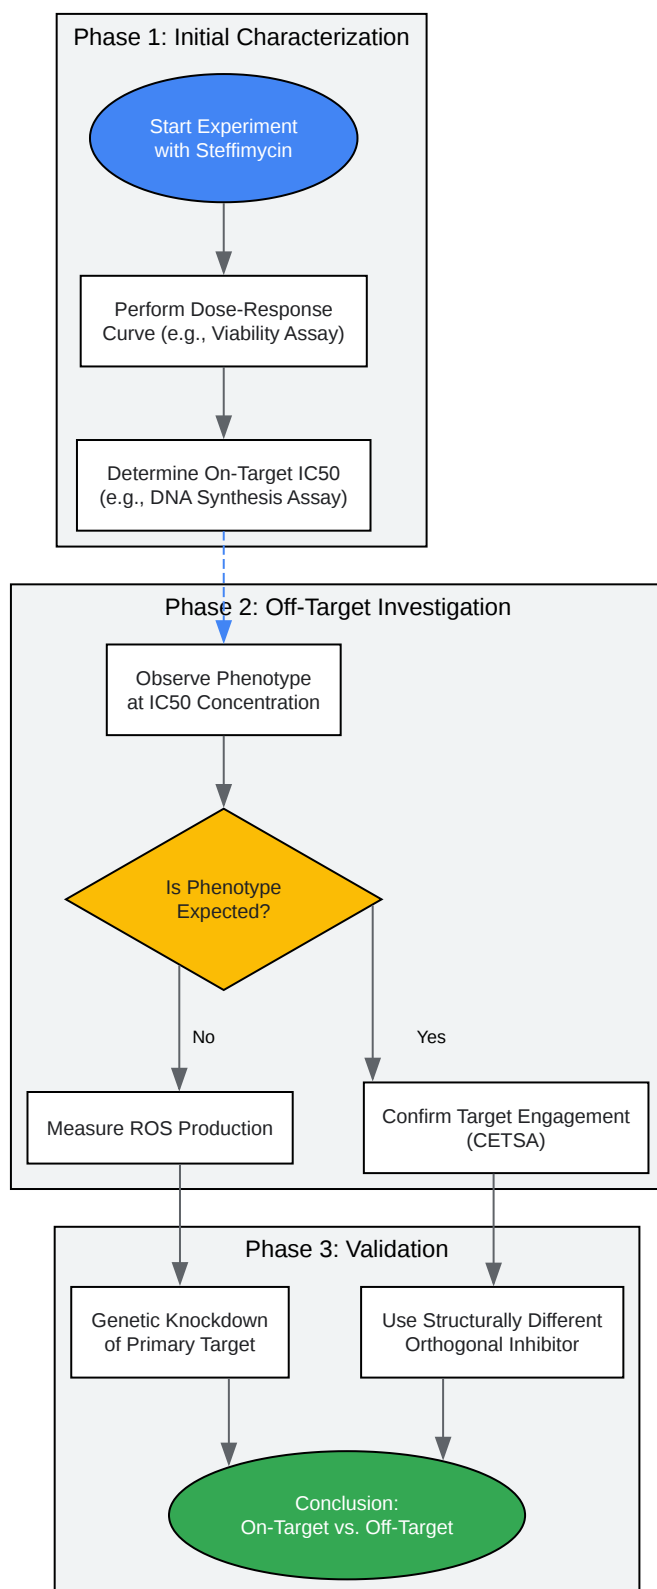 Phase 1: Initial Characterization
Start Experiment
with Steffimycin
Perform Dose-Response
Curve (e.g., Viability Assay)
Determine On-Target IC50
(e.g., DNA Synthesis Assay)
Phase 2: Off-Target Investigation
Observe Phenotype
at IC50 Concentration
Is Phenotype
Expected?
No
Yes
Measure ROS Production
Confirm Target Engagement
(CETSA)
Phase 3: Validation
Genetic Knockdown
of Primary Target
Use Structurally Different
Orthogonal Inhibitor
Conclusion:
On-Target vs. Off-Target